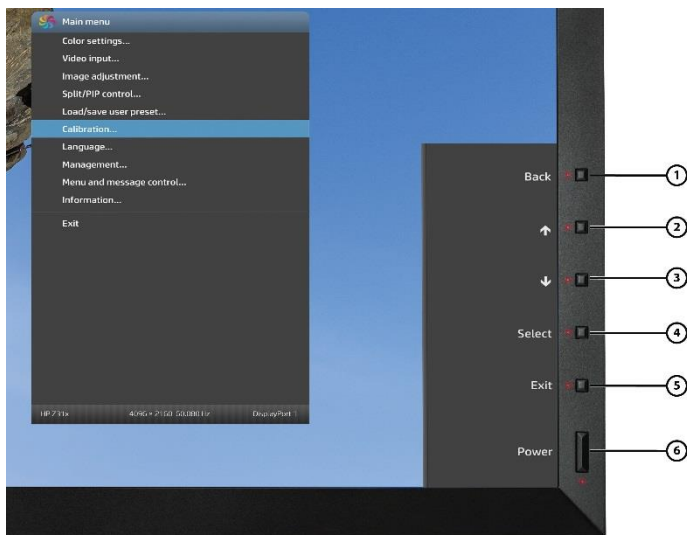 Main menu
Color settings...
Video input...
Image adjustment...
Split/PIP control...
Load/save user preset...
Calibration...
Language...
Management...
Menu and message control...
Information...
Exit
HP Z31x 4096 × 2160 60.000 Hz DisplayPort 1
Back 1
↑ 2
↓ 3
Select 4
Exit 5
Power 6